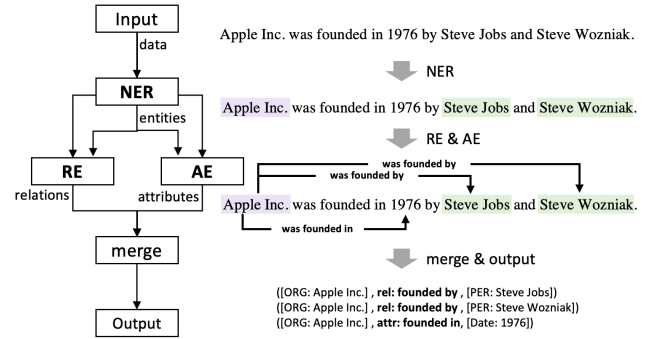 Input
data
NER
entities
RE
AE
relations
attributes
merge
Output
Apple Inc. was founded in 1976 by Steve Jobs and Steve Wozniak.
NER
Apple Inc. was founded in 1976 by Steve Jobs and Steve Wozniak.
RE & AE
was founded by
was founded by
Apple Inc. was founded in 1976 by Steve Jobs and Steve Wozniak.
was founded in
merge & output
([ORG: Apple Inc.] , rel: founded by , [PER: Steve Jobs])
([ORG: Apple Inc.] , rel: founded by , [PER: Steve Wozniak])
([ORG: Apple Inc.] , attr: founded in, [Date: 1976])